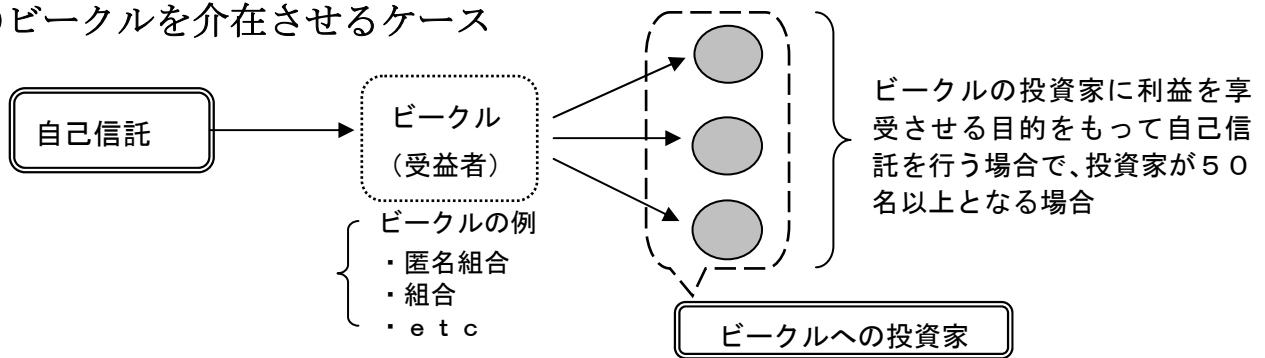 ビークルを介在させるケース
自己信託
ビークル
（受益者）
ビークルの例
・匿名組合
・組合
・ｅｔｃ
ビークルの投資家に利益を享
受させる目的をもって自己信
託を行う場合で、投資家が５０
名以上となる場合
ビークルへの投資家